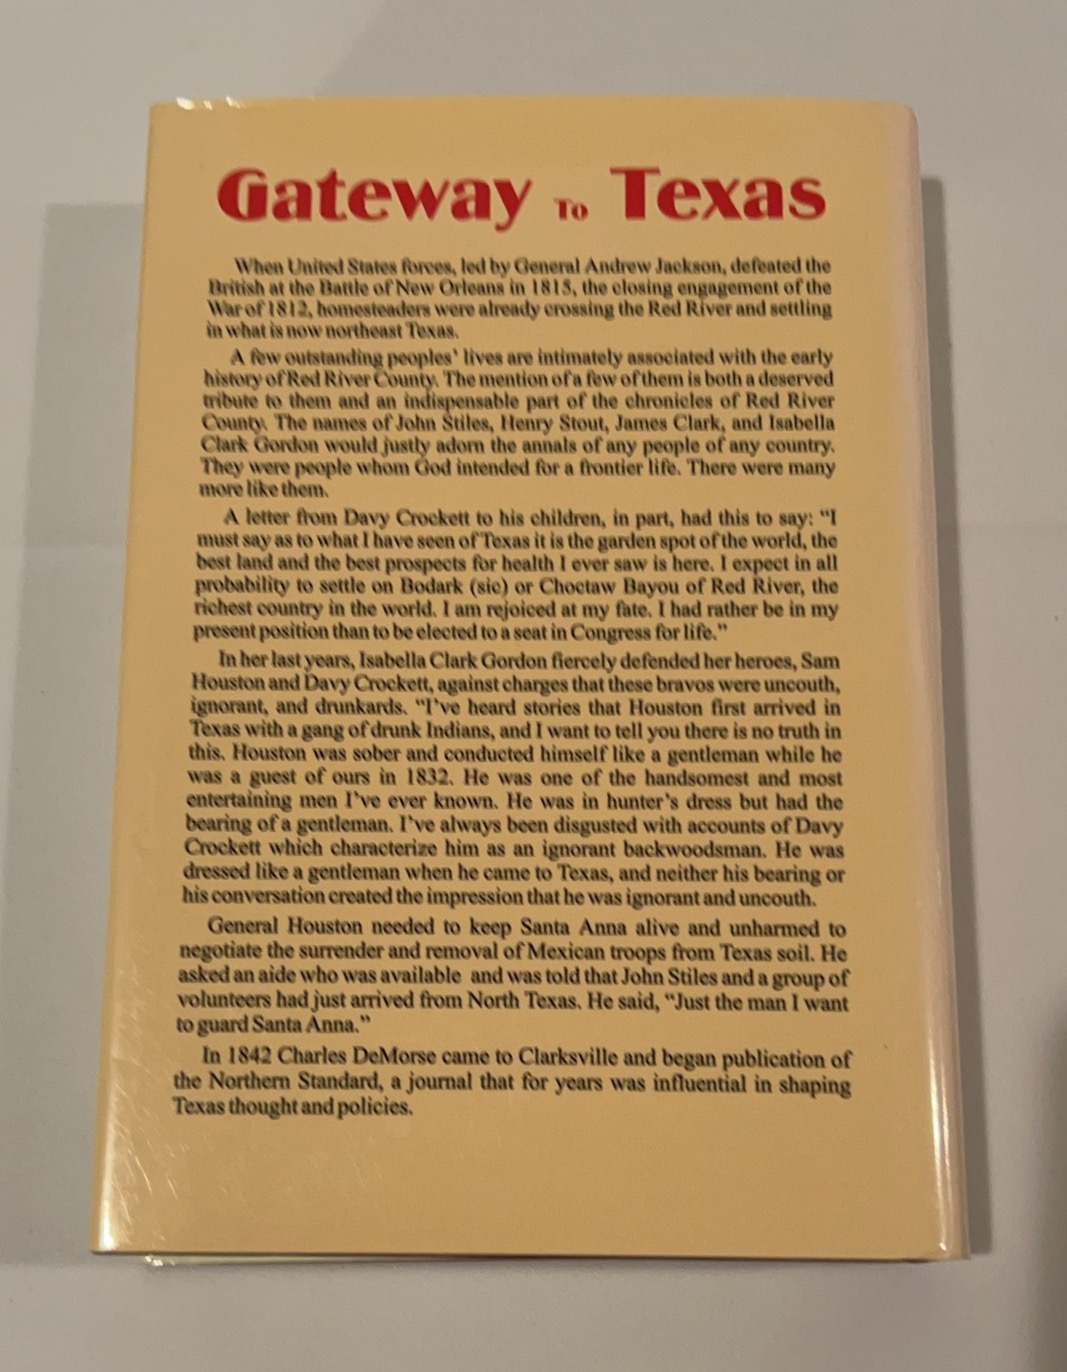 Gateway To Texas
When United States forces, led by General Andrew Jackson, defeated the
British at the Battle of New Orleans in 1815, the closing engagement of the
War of 1812, homesteaders were already crossing the Red River and settling
in what is now northeast Texas.
A few outstanding peoples' lives are intimately associated with the early
history of Red River County. The mention of a few of them is both a deserved
tribute to them and an indispensable part of the chronicles of Red River
County. The names of John Stiles, Henry Stout, James Clark, and Isabella
Clark Gordon would justly adorn the annals of any people of any country.
They were people whom God intended for a frontier life. There were many
more like them.
A letter from Davy Crockett to his children, in part, had this to say: "I
must say as to what I have seen of Texas it is the garden spot of the world, the
best land and the best prospects for health I ever saw is here. I expect in all
probability to settle on Bodark (sic) or Choctaw Bayou of Red River, the
richest country in the world. I am rejoiced at my fate. I had rather be in my
present position than to be elected to a seat in Congress for life."
In her last years, Isabella Clark Gordon fiercely defended her heroes, Sam
Houston and Davy Crockett, against charges that these bravos were uncouth,
ignorant, and drunkards. "I've heard stories that Houston first arrived in
Texas with a gang of drunk Indians, and I want to tell you there is no truth in
this. Houston was sober and conducted himself like a gentleman while he
was a guest of ours in 1832. He was one of the handsomest and most
entertaining men I've ever known. He was in hunter's dress but had the
bearing of a gentleman. I've always been disgusted with accounts of Davy
Crockett which characterize him as an ignorant backwoodsman. He was
dressed like a gentleman when he came to Texas, and neither his bearing or
his conversation created the impression that he was ignorant and uncouth.
General Houston needed to keep Santa Anna alive and unharmed to
negotiate the surrender and removal of Mexican troops from Texas soil. He
asked an aide who was available and was told that John Stiles and a group of
volunteers had just arrived from North Texas. He said, "Just the man I want
to guard Santa Anna."
In 1842 Charles DeMorse came to Clarksville and began publication of
the Northern Standard, a journal that for years was influential in shaping
Texas thought and policies.